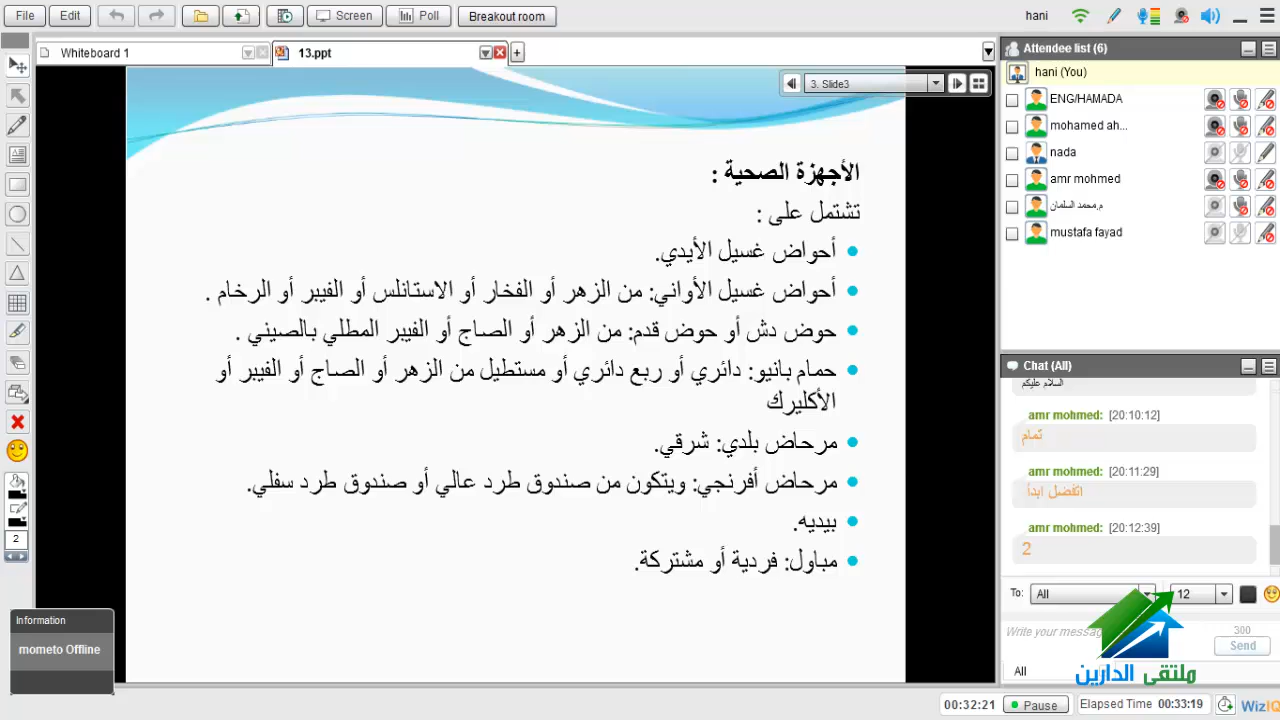 File
Edit
Screen
Poll
Breakout room
hani
Whiteboard 1
13.ppt
3. Slide3
الأجهزة الصحية :
تشتمل على :
أحواض غسيل الأيدي.
أحواض غسيل الأواني: من الزهر أو الفخار أو الاستانلس أو الفيبر أو الرخام .
حوض دش أو حوض قدم: من الزهر أو الصاج أو الفيبر المطلي بالصيني .
حمام بانيو: دائري أو ربع دائري أو مستطيل من الزهر أو الصاج أو الفيبر أو
الأكليرك
مرحاض بلدي: شرقي.
مرحاض أفرنجي: ويتكون من صندوق طرد عالي أو صندوق طرد سفلي.
بيديه.
مباول: فردية أو مشتركة.
2
Information
mometo Offline
Attendee list (6)
hani (You)
ENG/HAMADA
mohamed ah...
nada
amr mohmed
م.محمد السلمان
mustafa fayad
Chat (All)
السلام عليكم
amr mohmed: [20:10:12]
تمام
amr mohmed: [20:11:29]
اتفضل ابدأ
amr mohmed: [20:12:39]
2
To: All
12
Write your messag
300
Send
All
ملتقى الدارين
00:32:21
Pause
Elapsed Time 00:33:19
WizIQ